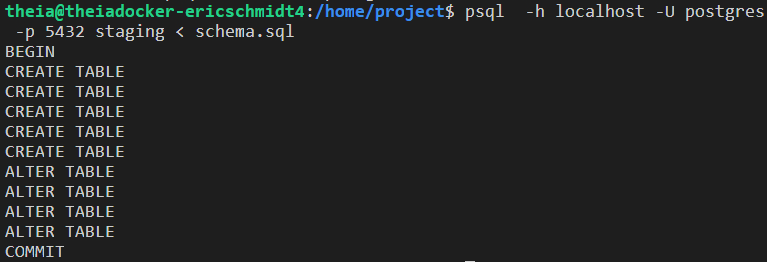 theia@theiadocker-ericschmidt4:/home/project$ psql  -h localhost -U postgres
 -p 5432 staging < schema.sql
BEGIN
CREATE TABLE
CREATE TABLE
CREATE TABLE
CREATE TABLE
CREATE TABLE
ALTER TABLE
ALTER TABLE
ALTER TABLE
ALTER TABLE
COMMIT